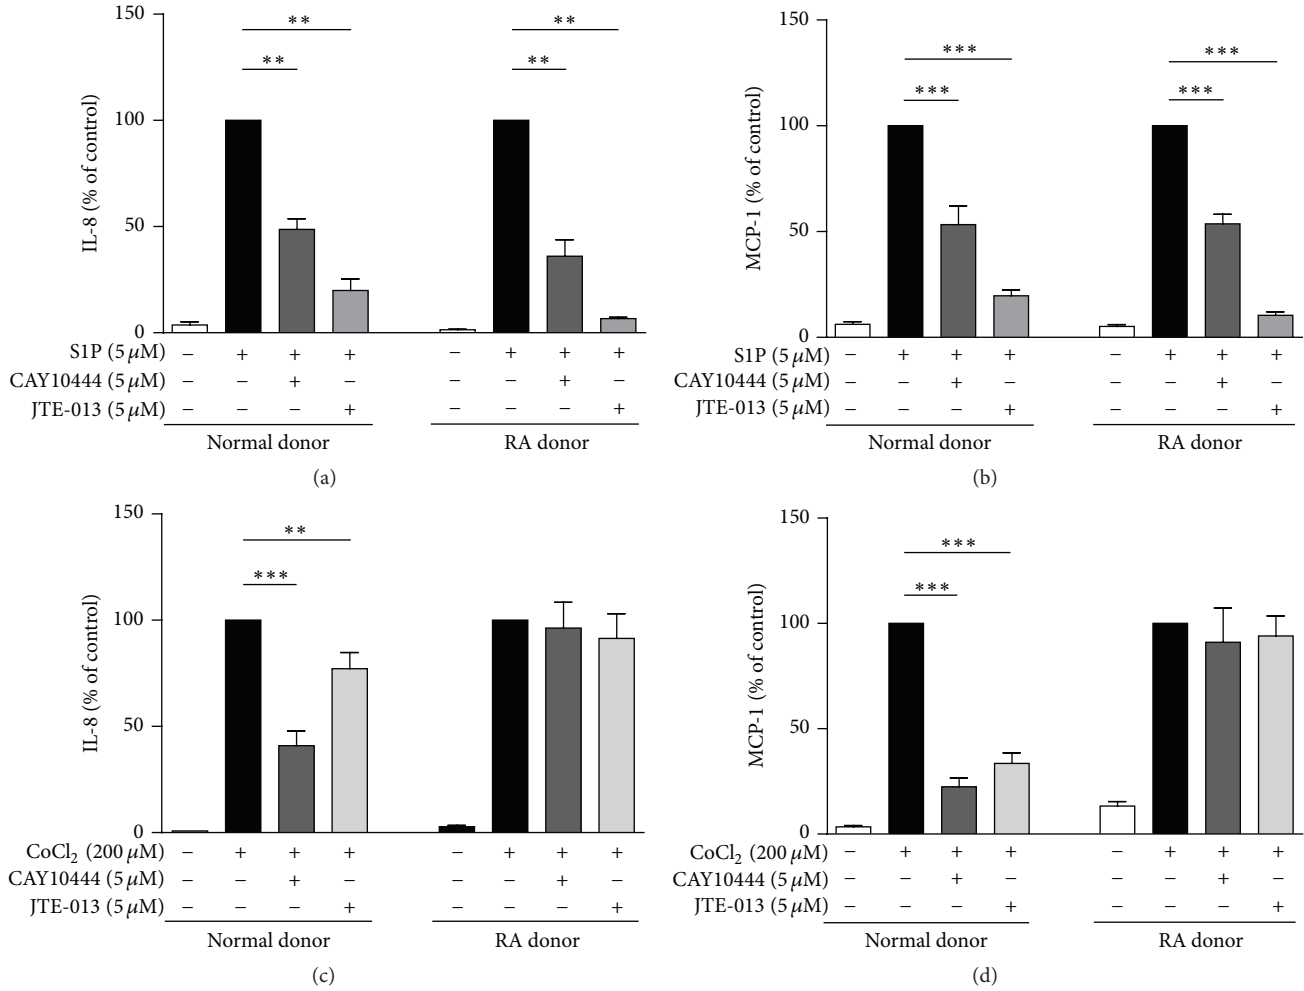 150
100
50
0
IL-8 (% of control)
** **
** **
S1P (5 μM) − + + + − + + +
CAY10444 (5 μM) − − + − − − + −
JTE-013 (5 μM) − − − + − − − +
Normal donor RA donor
(a)
150
100
50
0
MCP-1 (% of control)
*** ***
*** ***
S1P (5 μM) − + + + − + + +
CAY10444 (5 μM) − − + − − − + −
JTE-013 (5 μM) − − − + − − − +
Normal donor RA donor
(b)
150
100
50
0
IL-8 (% of control)
**
***
CoCl₂ (200 μM) − + + + − + + +
CAY10444 (5 μM) − − + − − − + −
JTE-013 (5 μM) − − − + − − − +
Normal donor RA donor
(c)
150
100
50
0
MCP-1 (% of control)
***
***
CoCl₂ (200 μM) − + + + − + + +
CAY10444 (5 μM) − − + − − − + −
JTE-013 (5 μM) − − − + − − − +
Normal donor RA donor
(d)